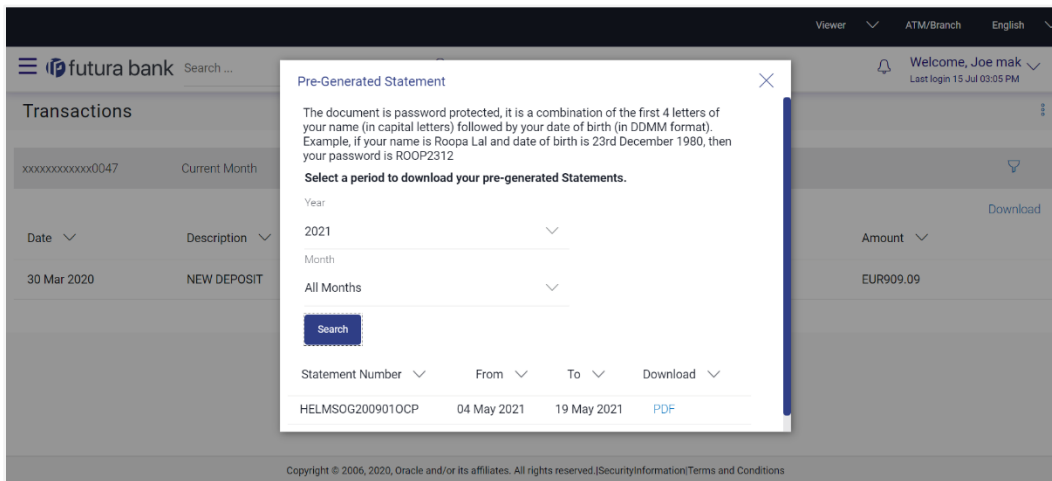 Viewer ATM/Branch English
futura bank Search ... Welcome, Joe mak
Last login 15 Jul 03:05 PM
Transactions
Pre-Generated Statement
The document is password protected, it is a combination of the first 4 letters of
your name (in capital letters) followed by your date of birth (in DDMM format).
Example, if your name is Roopa Lal and date of birth is 23rd December 1980, then
your password is ROOP2312
Select a period to download your pre-generated Statements.
Year
2021
Month
All Months
Search
Statement Number From To Download
HELMSOG200901OCP 04 May 2021 19 May 2021 PDF
xxxxxxxxxxxx0047 Current Month
Download
Date Description Amount
30 Mar 2020 NEW DEPOSIT EUR909.09
Copyright © 2006, 2020, Oracle and/or its affiliates. All rights reserved.|SecurityInformation|Terms and Conditions